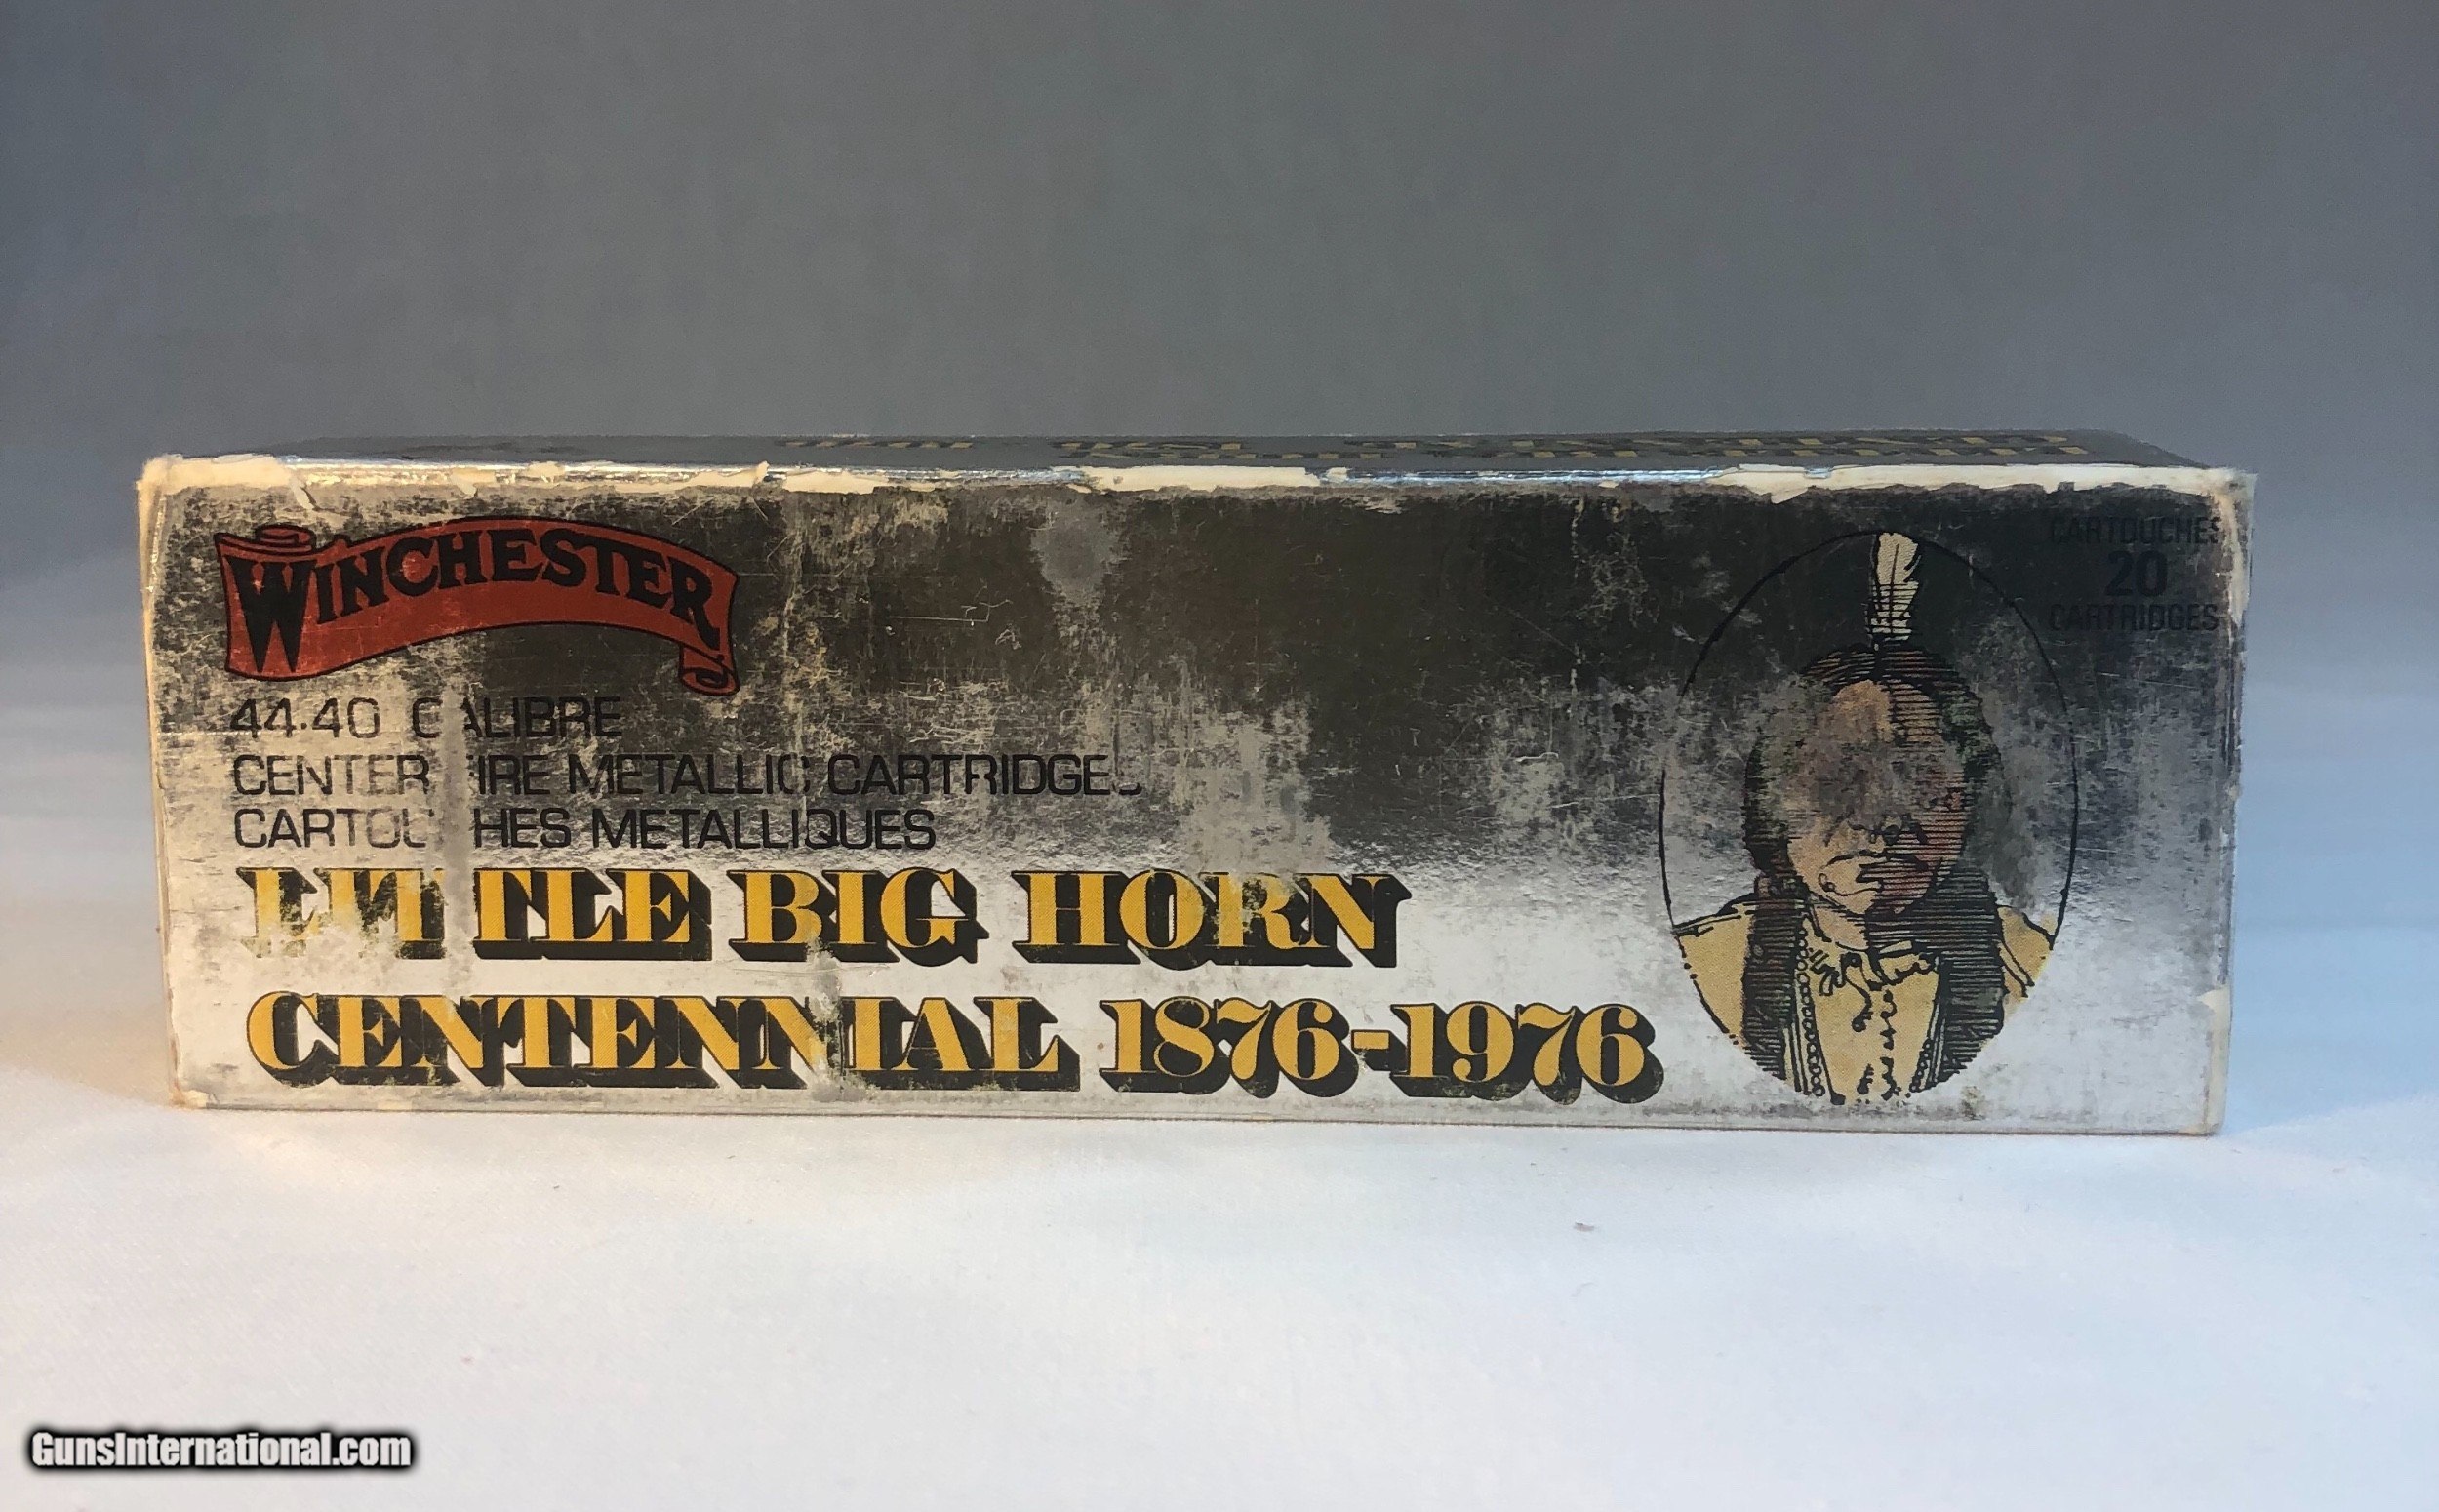 WINCHESTER
44-40 CALIBRE
CENTER FIRE METALLIC CARTRIDGES
CARTOUCHES METALLIQUES
LITTLE BIG HORN
CENTENNIAL 1876-1976
CARTOUCHES
20
CARTRIDGES
GunsInternational.com